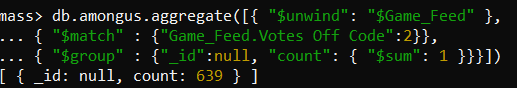 mass> db.amongus.aggregate([{ "$unwind": "$Game_Feed" },
... { "$match" : {"Game_Feed.Votes Off Code":2}},
... { "$group" : {"_id":null, "count": { "$sum": 1 }}}])
[ { _id: null, count: 639 } ]